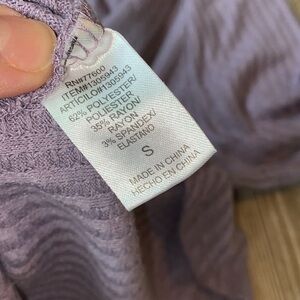 RN#77600
ITEM#1305943
ARTICILO#1305943
62% POLYESTER/
POLIESTER
35% RAYON/
RAYON
3% SPANDEX/
ELASTANO
S
MADE IN CHINA
HECHO EN CHINA